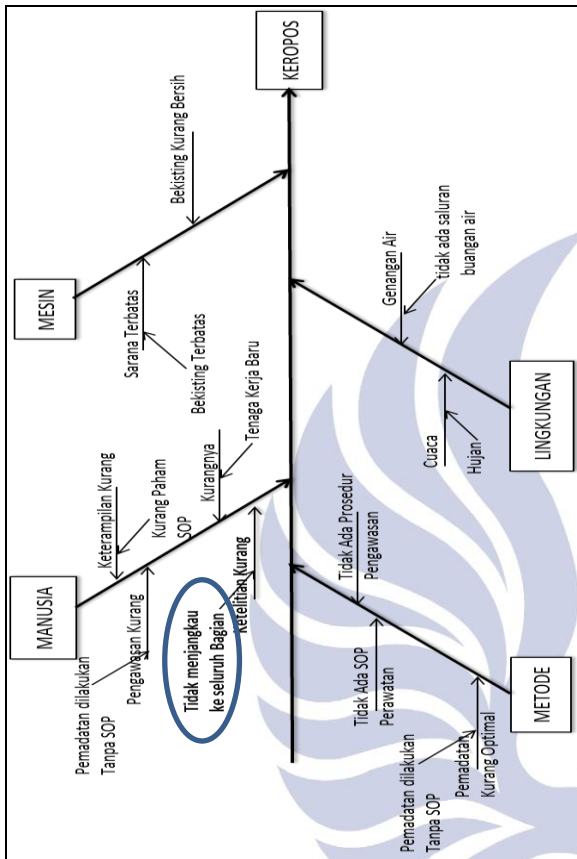 KEROPOS
MESIN
Bekisting Kurang Bersih
Sarana Terbatas
Bekisting Terbatas
MANUSIA
Keterampilan Kurang
Kurang Paham
SOP
Kurangnya
Tenaga Kerja Baru
Pemadatan dilakukan
Tanpa SOP
Pengawasan Kurang
Tidak menjangkau
ke seluruh Bagian
Ketelitian Kurang
LINGKUNGAN
Genangan Air
tidak ada saluran
buangan air
Cuaca
Hujan
METODE
Tidak Ada Prosedur
Pengawasan
Tidak Ada SOP
Perawatan
Pemadatan dilakukan
Tanpa SOP
Pemadatan
Kurang Optimal